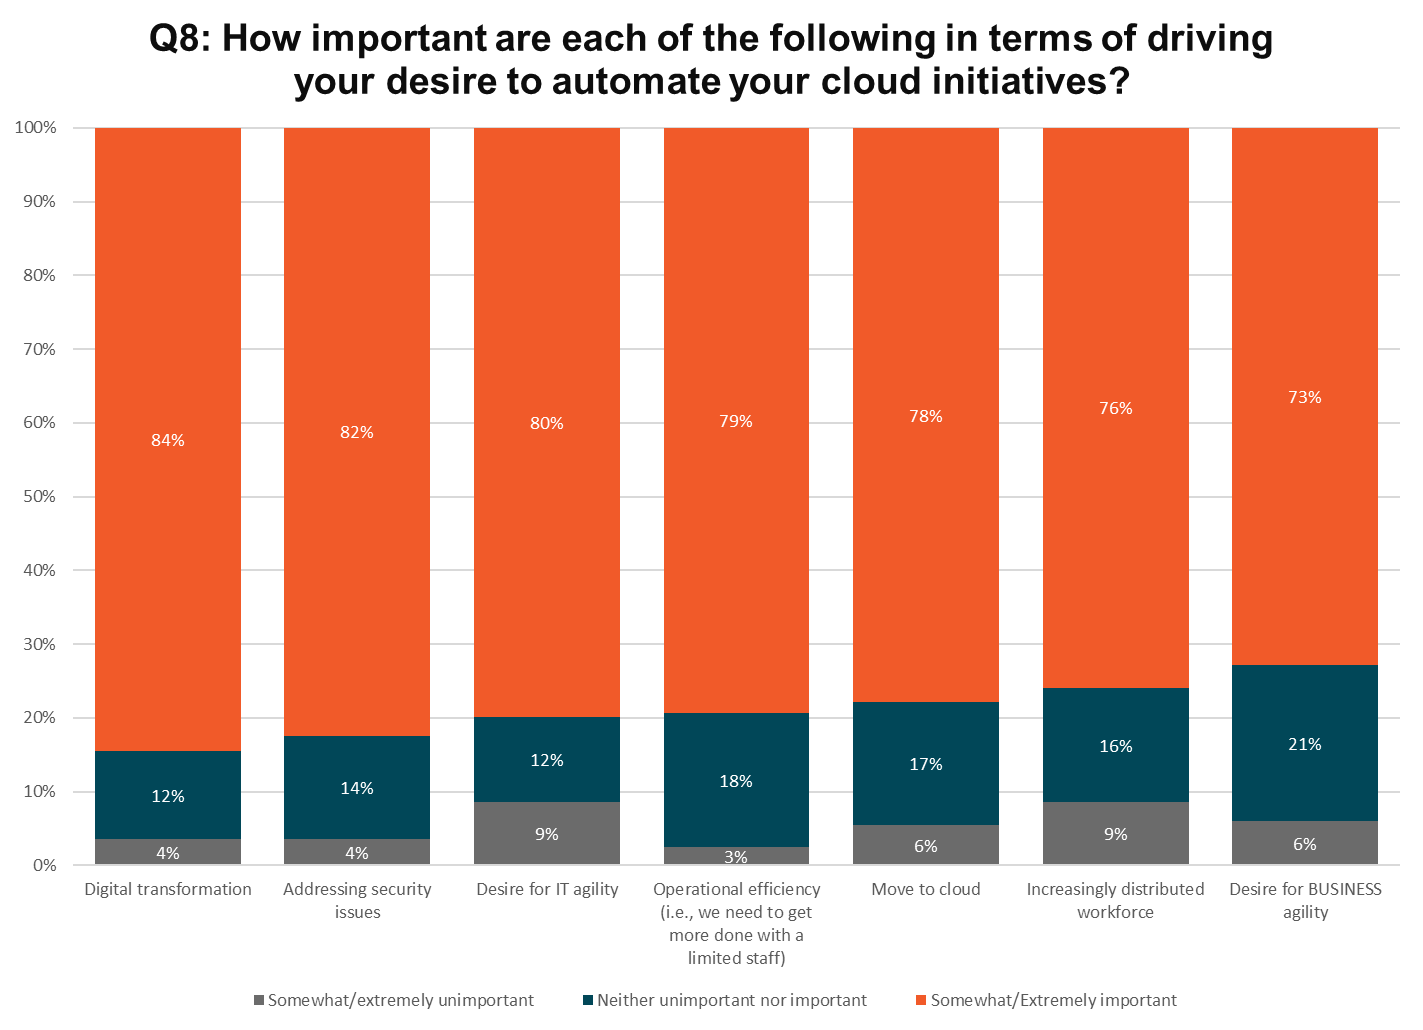 Q8: How important are each of the following in terms of driving
your desire to automate your cloud initiatives?
100%
90%
80%
70%
60%
50%
40%
30%
20%
10%
0%
84%
82%
80%
79%
78%
76%
73%
12%
14%
12%
18%
17%
16%
21%
4%
4%
9%
3%
6%
9%
6%
Digital transformation
Addressing security
issues
Desire for IT agility
Operational efficiency
(i.e., we need to get
more done with a
limited staff)
Move to cloud
Increasingly distributed
workforce
Desire for BUSINESS
agility
Somewhat/extremely unimportant
Neither unimportant nor important
Somewhat/Extremely important